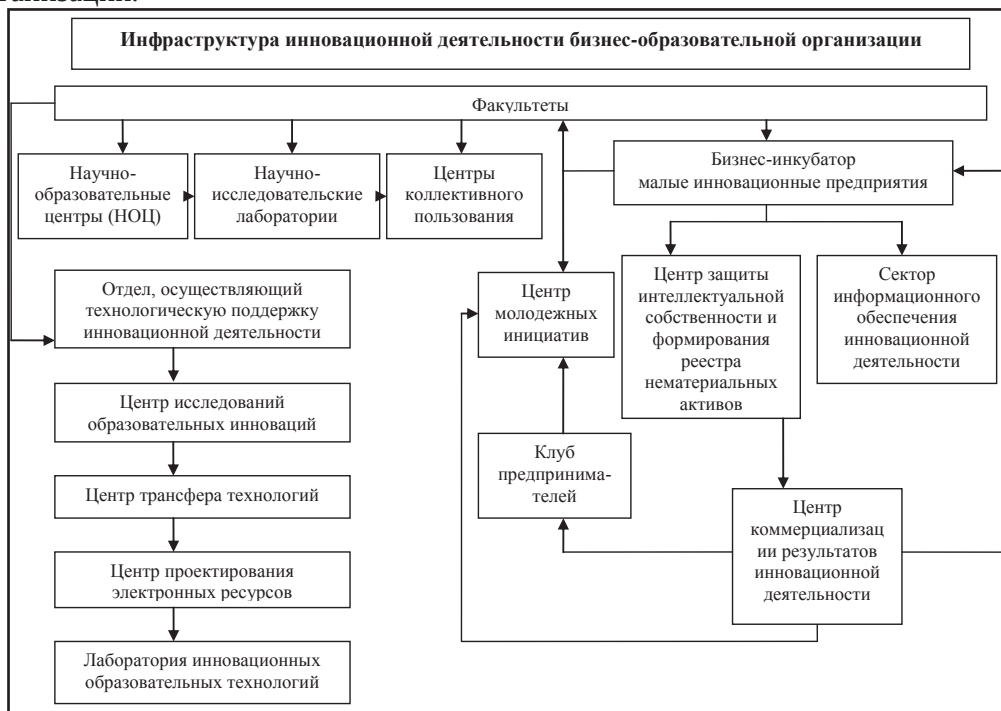 Инфраструктура инновационной деятельности бизнес-образовательной организации
Факультеты
Научно-
образовательные
центры (НОЦ)
Научно-
исследовательские
лаборатории
Центры
коллективного
пользования
Бизнес-инкубатор
малые инновационные предприятия
Отдел, осуществляющий
технологическую поддержку
инновационной деятельности
Центр
молодежных
инициатив
Центр защиты
интеллектуальной
собственности и
формирования
реестра
нематериальных
активов
Сектор
информационного
обеспечения
инновационной
деятельности
Центр исследований
образовательных инноваций
Клуб
предпринима-
телей
Центр трансфера технологий
Центр
коммерциализац
ии результатов
инновационной
деятельности
Центр проектирования
электронных ресурсов
Лаборатория инновационных
образовательных технологий